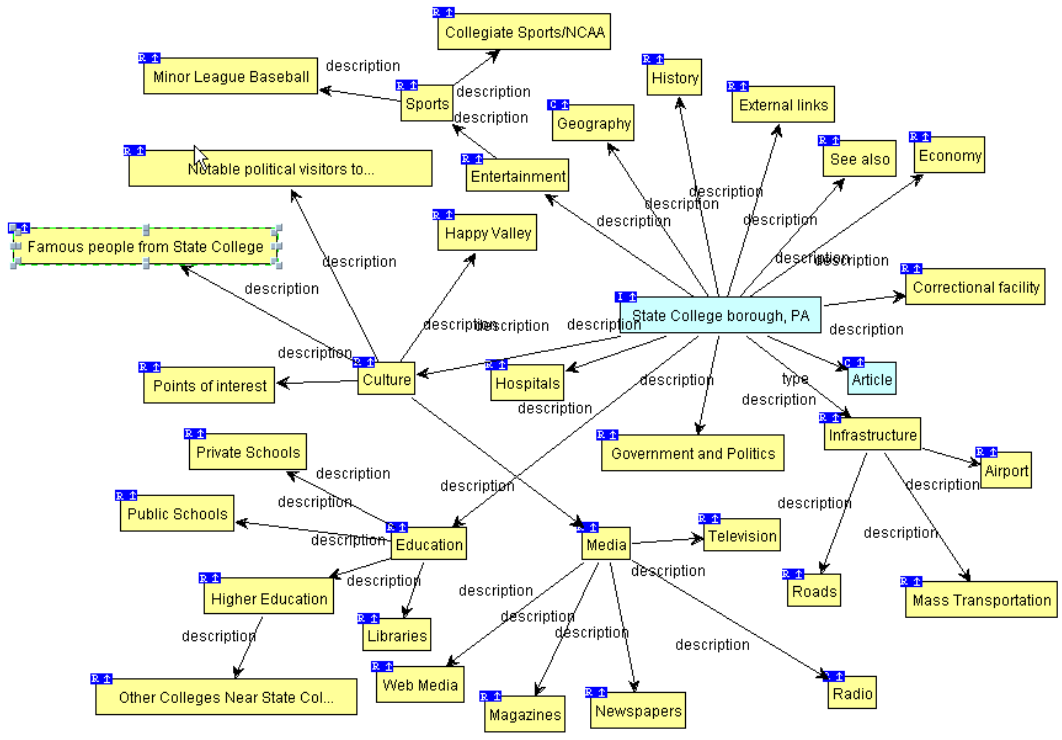 R ↑
Collegiate Sports/NCAA
R ↑
Minor League Baseball
description
R ↑
Sports
description
description
R ↑
History
R ↑
External links
C ↑
Geography
R ↑
See also
R ↑
Economy
R ↑
Notable political visitors to...
R ↑
Entertainment
description
description
description
description
R ↑
Happy Valley
Famous people from State College
description
description
description
description
R ↑
Correctional facility
I ↑
State College borough, PA
description
description
description
description
description
R ↑
Points of interest
R ↑
Culture
R ↑
Hospitals
description
type
C ↑
Article
description
description
R ↑
Infrastructure
R ↑
Private Schools
R ↑
Government and Politics
R ↑
Airport
description
description
description
R ↑
Public Schools
description
description
description
description
R ↑
Education
R ↑
Media
R ↑
Television
description
description
R ↑
Higher Education
R ↑
Roads
R ↑
Mass Transportation
description
description
description
description
R ↑
Libraries
description
R ↑
Other Colleges Near State Col...
R ↑
Web Media
R ↑
Magazines
R ↑
Newspapers
R ↑
Radio